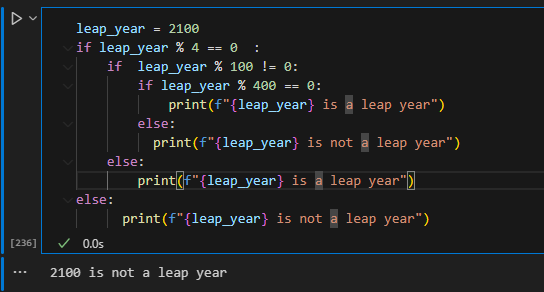 leap_year = 2100
if leap_year % 4 == 0  :
    if  leap_year % 100 != 0:
        if leap_year % 400 == 0:
            print(f"{leap_year} is a leap year")
        else:
          print(f"{leap_year} is not a leap year")
    else:
        print(f"{leap_year} is a leap year")
else:
      print(f"{leap_year} is not a leap year")
[236] ✓ 0.0s
... 2100 is not a leap year